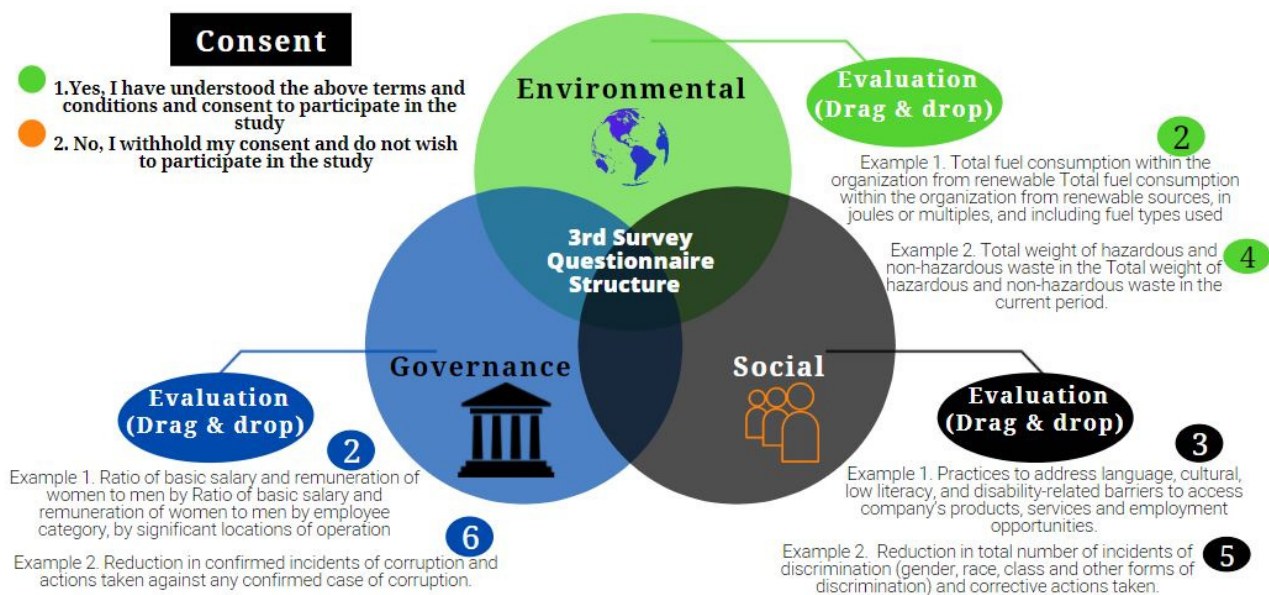 Consent
1.Yes, I have understood the above terms and
conditions and consent to participate in the
study
2. No, I withhold my consent and do not wish
to participate in the study
Environmental
Evaluation
(Drag & drop)
2
Example 1. Total fuel consumption within the
organization from renewable Total fuel consumption
within the organization from renewable sources, in
joules or multiples, and including fuel types used
4
Example 2. Total weight of hazardous and
non-hazardous waste in the Total weight of
hazardous and non-hazardous waste in the
current period.
3rd Survey
Questionnaire
Structure
Governance
Evaluation
(Drag & drop)
2
Example 1. Ratio of basic salary and remuneration of
women to men by Ratio of basic salary and
remuneration of women to men by employee
category, by significant locations of operation
6
Example 2. Reduction in confirmed incidents of corruption and
actions taken against any confirmed case of corruption.
Social
Evaluation
(Drag & drop)
3
Example 1. Practices to address language, cultural,
low literacy, and disability-related barriers to access
company's products, services and employment
opportunities.
5
Example 2. Reduction in total number of incidents of
discrimination (gender, race, class and other forms of
discrimination) and corrective actions taken.